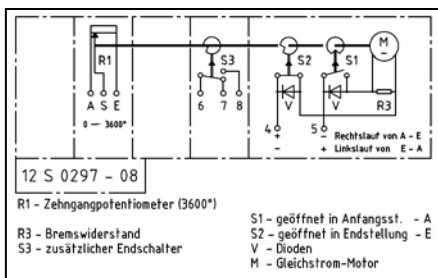 M
–
R1
S3
S2
S1
A S E
6 7 8
V
V
R3
0 — 3600°
4 + –
5 – +
Rechtslauf von A - E
Linkslauf von E - A
12 S 0297 - 08
R1 - Zehngangpotentiometer (3600°)
R3 - Bremswiderstand
S3 - zusätzlicher Endschalter
S1 - geöffnet in Anfangsst. - A
S2 - geöffnet in Endstellung - E
V - Dioden
M - Gleichstrom-Motor